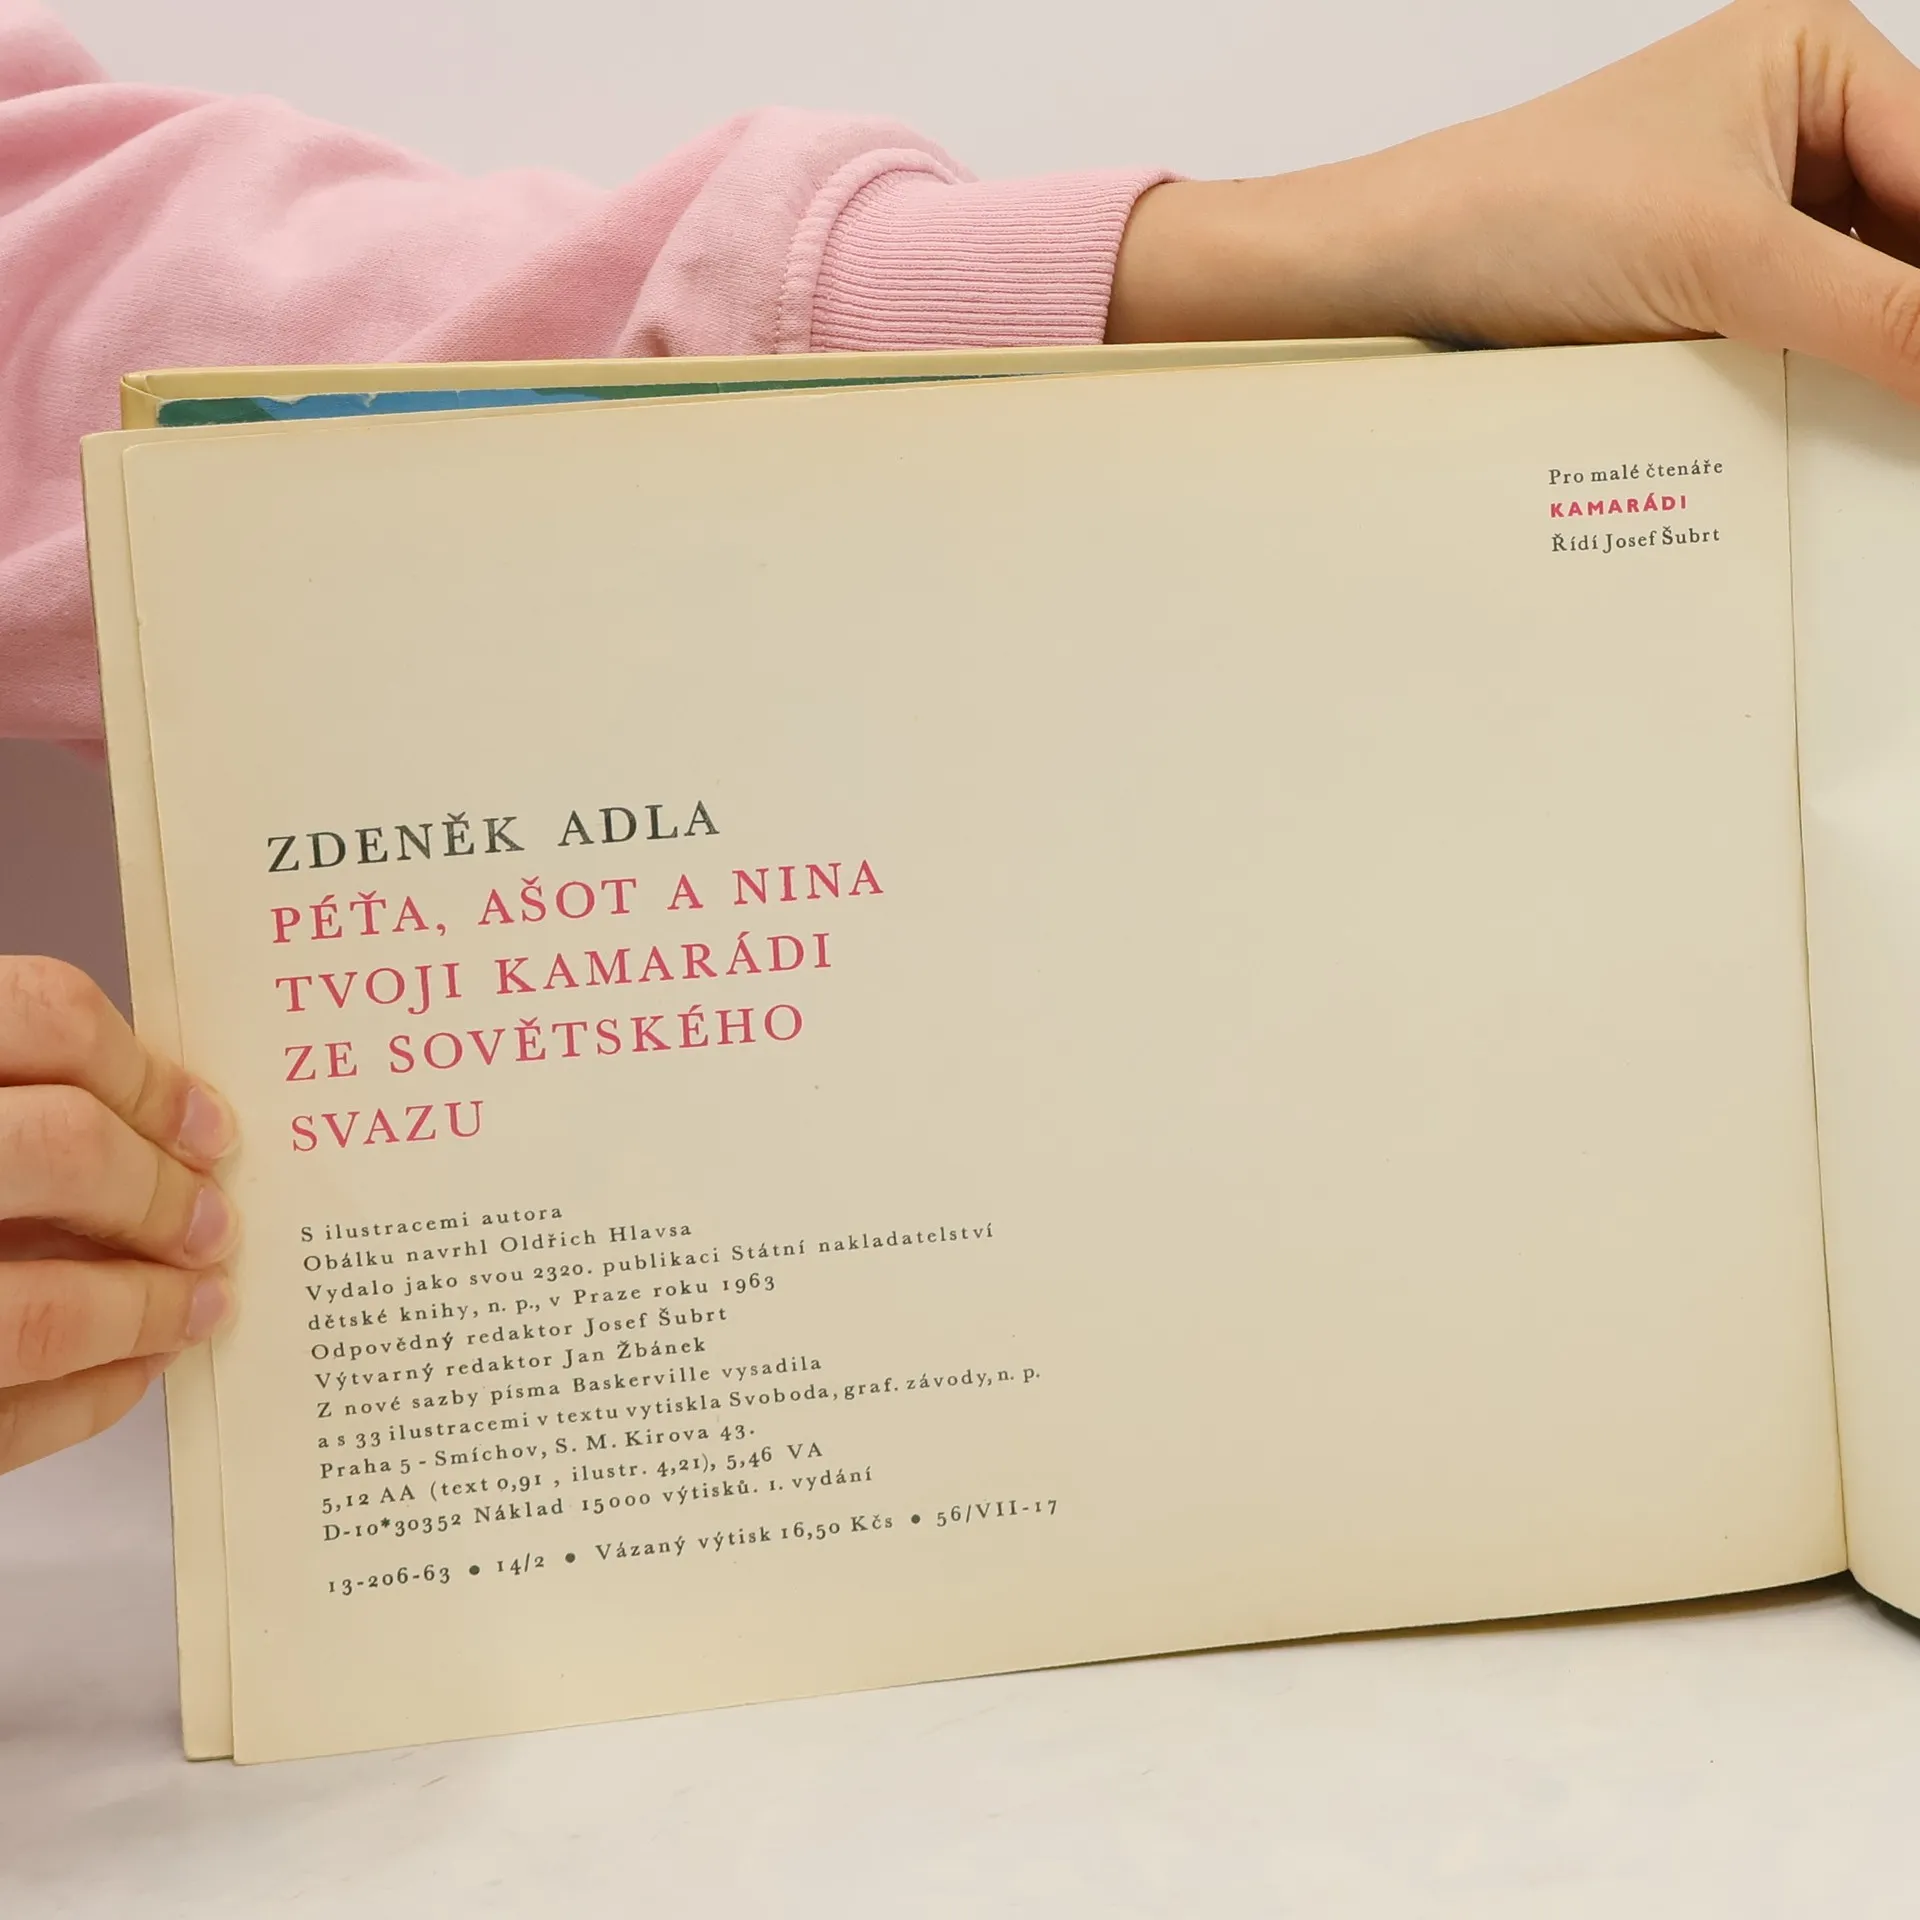 Pro malé čtenáře
KAMARÁDI
Řídí Josef Šubrt
ZDENĚK ADLA
PÉŤA, AŠOT A NINA
TVOJI KAMARÁDI
ZE SOVĚTSKÉHO
SVAZU
S ilustracemi autora
Obálku navrhl Oldřich Hlavsa
Vydalo jako svou 2320. publikaci Státní nakladatelství
dětské knihy, n. p., v Praze roku 1963
Odpovědný redaktor Josef Šubrt
Výtvarný redaktor Jan Žbánek
Z nové sazby písma Baskerville vysadila
a s 33 ilustracemi v textu vytiskla Svoboda, graf. závody, n. p.
Praha 5 - Smíchov, S. M. Kirova 43.
5,12 AA (text 0,91 , ilustr. 4,21), 5,46 VA
D-10*30352 Náklad 15000 výtisků. 1. vydání
13-206-63 • 14/2 • Vázaný výtisk 16,50 Kčs • 56/VII-17